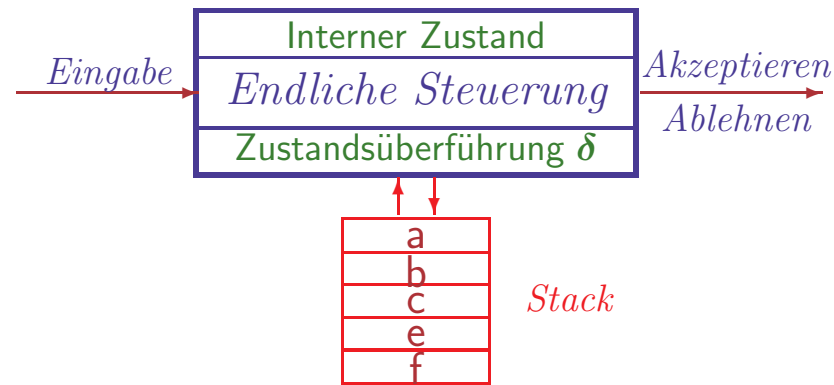 Interner Zustand
Eingabe
Endliche Steuerung
Akzeptieren
Ablehnen
Zustandsüberführung δ
a
b
c
e
f
Stack